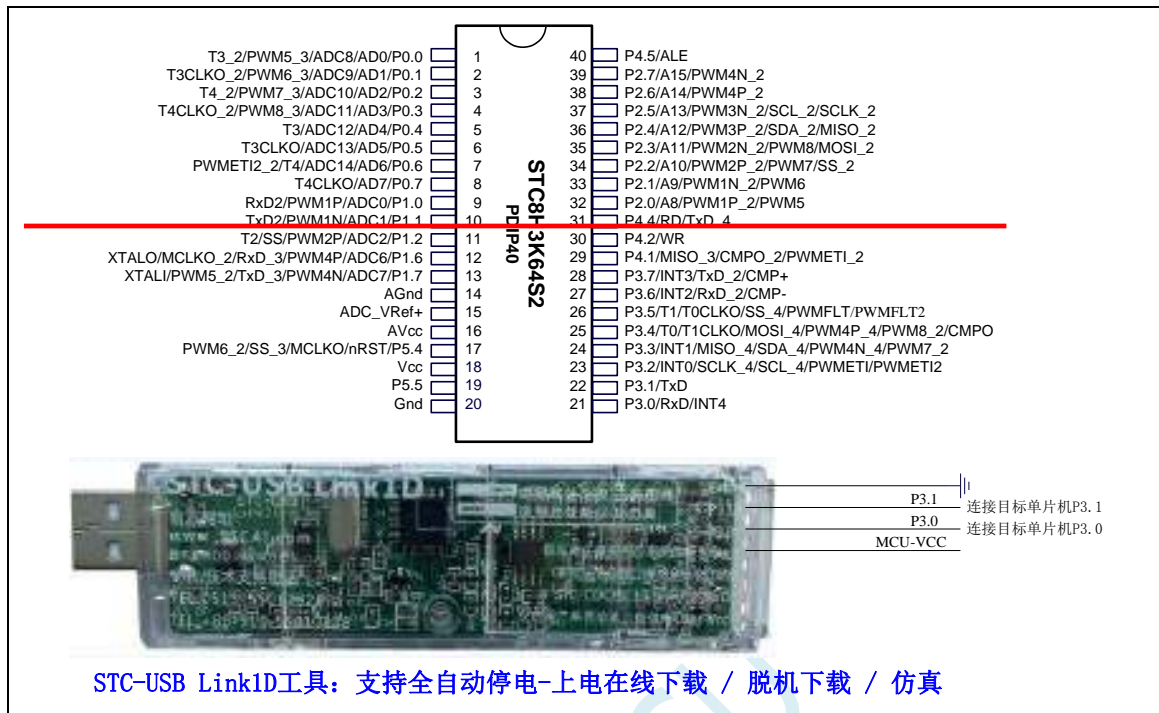 T3_2/PWM5_3/ADC8/AD0/P0.0 1 40 P4.5/ALE
T3CLKO_2/PWM6_3/ADC9/AD1/P0.1 2 39 P2.7/A15/PWM4N_2
T4_2/PWM7_3/ADC10/AD2/P0.2 3 38 P2.6/A14/PWM4P_2
T4CLKO_2/PWM8_3/ADC11/AD3/P0.3 4 37 P2.5/A13/PWM3N_2/SCL_2/SCLK_2
T3/ADC12/AD4/P0.4 5 36 P2.4/A12/PWM3P_2/SDA_2/MISO_2
T3CLKO/ADC13/AD5/P0.5 6 35 P2.3/A11/PWM2N_2/PWM8/MOSI_2
PWMETI2_2/T4/ADC14/AD6/P0.6 7 34 P2.2/A10/PWM2P_2/PWM7/SS_2
T4CLKO/AD7/P0.7 8 33 P2.1/A9/PWM1N_2/PWM6
RxD2/PWM1P/ADC0/P1.0 9 32 P2.0/A8/PWM1P_2/PWM5
TxD2/PWM1N/ADC1/P1.1 10 31 P4.4/RD/TxD_4
T2/SS/PWM2P/ADC2/P1.2 11 30 P4.2/WR
XTALO/MCLKO_2/RxD_3/PWM4P/ADC6/P1.6 12 29 P4.1/MISO_3/CMPO_2/PWMETI_2
XTALI/PWM5_2/TxD_3/PWM4N/ADC7/P1.7 13 28 P3.7/INT3/TxD_2/CMP+
AGnd 14 27 P3.6/INT2/RxD_2/CMP-
ADC_VRef+ 15 26 P3.5/T1/T0CLKO/SS_4/PWMFLT/PWMFLT2
AVcc 16 25 P3.4/T0/T1CLKO/MOSI_4/PWM4P_4/PWM8_2/CMPO
PWM6_2/SS_3/MCLKO/nRST/P5.4 17 24 P3.3/INT1/MISO_4/SDA_4/PWM4N_4/PWM7_2
Vcc 18 23 P3.2/INT0/SCLK_4/SCL_4/PWMETI/PWMETI2
P5.5 19 22 P3.1/TxD
Gnd 20 21 P3.0/RxD/INT4
STC8H3K64S2
PDIP40
STC-USB Link1D
P3.1 连接目标单片机P3.1
P3.0 连接目标单片机P3.0
MCU-VCC
STC-USB Link1D工具：支持全自动停电-上电在线下载 / 脱机下载 / 仿真